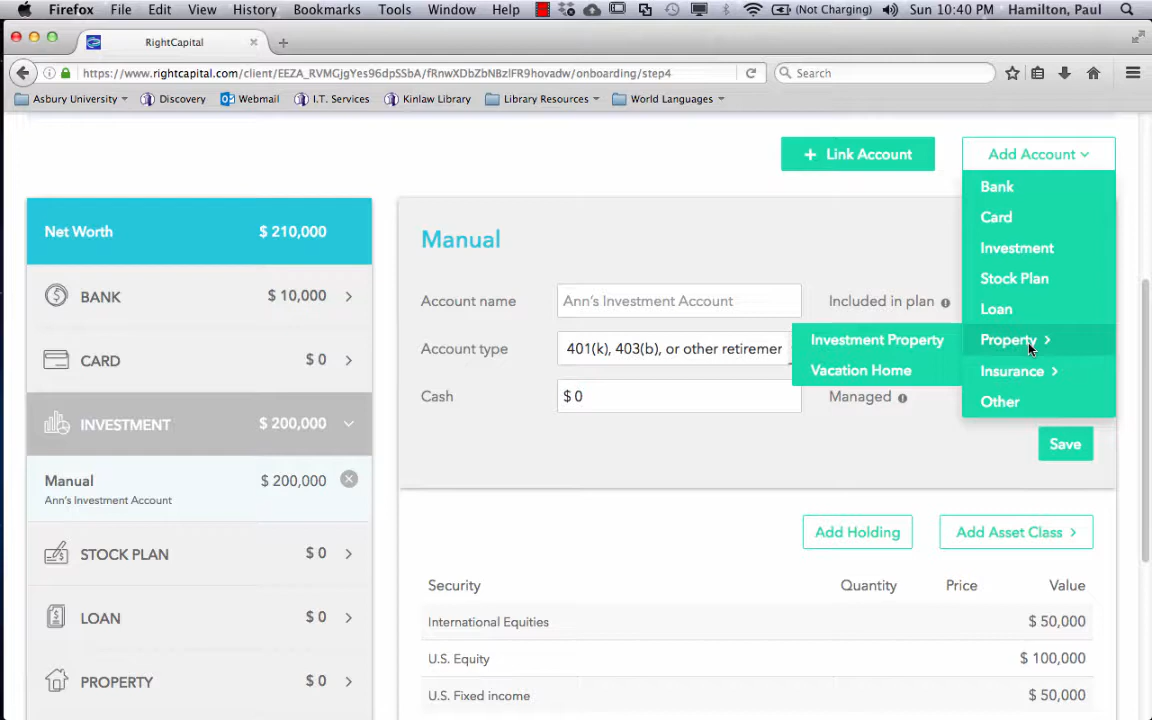 Firefox File Edit View History Bookmarks Tools Window Help (Not Charging) Sun 10:40 PM Hamilton, Paul
RightCapital
https://www.rightcapital.com/client/EEZA_RVMGjgYes96dpSSbA/fRnwXDbZbNBzlFR9hovadw/onboarding/step4 Search
Asbury University Discovery Webmail I.T. Services Kinlaw Library Library Resources World Languages
+ Link Account Add Account
Bank
Card
Investment
Stock Plan
Loan
Property
Insurance
Other
Investment Property
Vacation Home
Net Worth $ 210,000
BANK $ 10,000
CARD $ 0
INVESTMENT $ 200,000
Manual $ 200,000
Ann's Investment Account
STOCK PLAN $ 0
LOAN $ 0
PROPERTY $ 0
Manual
Account name Ann's Investment Account Included in plan
Account type 401(k), 403(b), or other retiremer
Cash $ 0 Managed
Save
Add Holding Add Asset Class
Security Quantity Price Value
International Equities $ 50,000
U.S. Equity $ 100,000
U.S. Fixed income $ 50,000